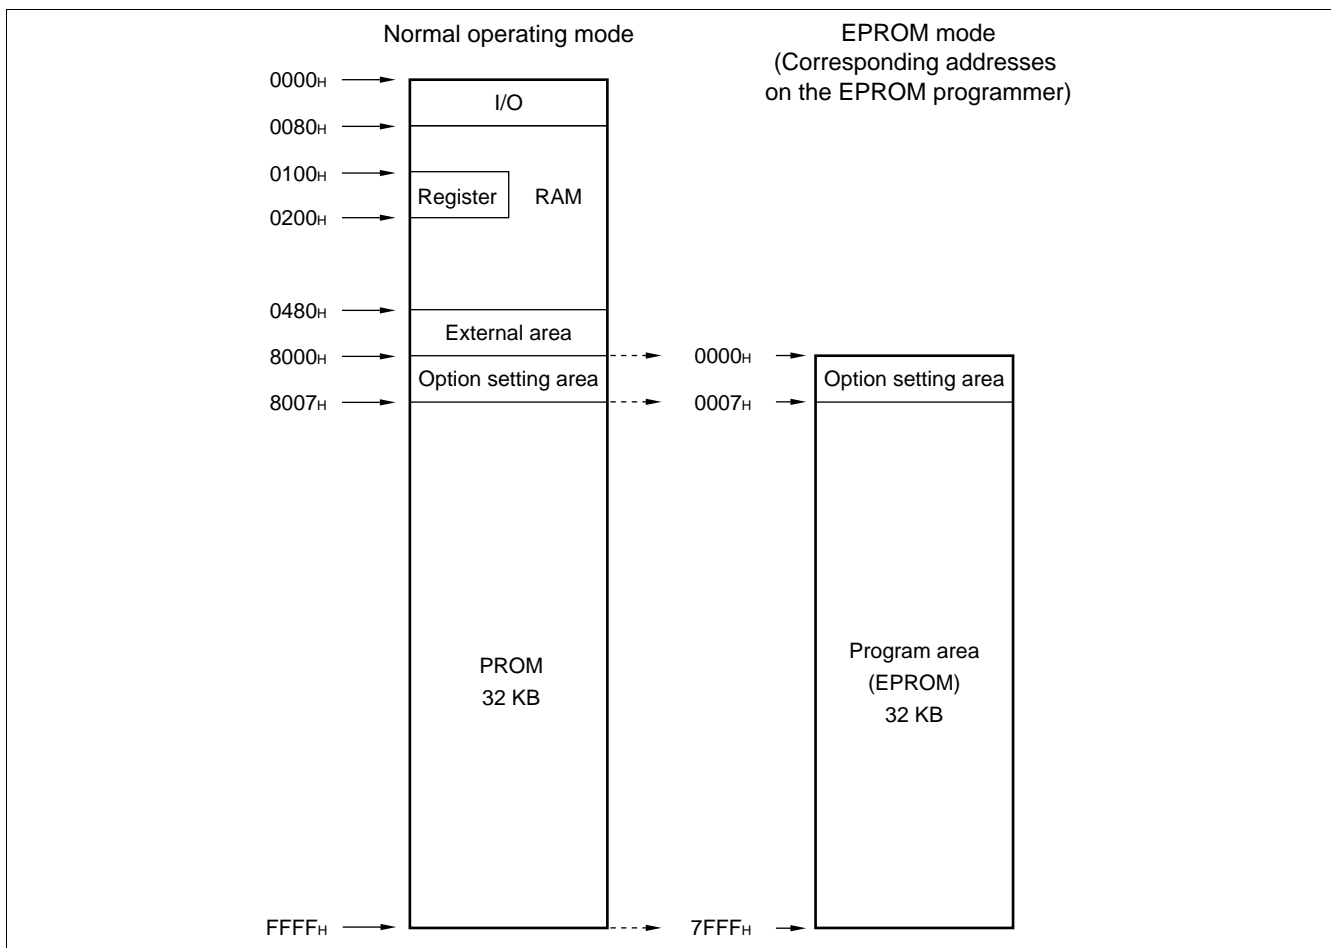 Normal operating mode
EPROM mode
(Corresponding addresses
on the EPROM programmer)
0000H
I/O
0080H
0100H
Register
RAM
0200H
0480H
External area
8000H
0000H
Option setting area
Option setting area
8007H
0007H
PROM
32 KB
Program area
(EPROM)
32 KB
FFFFH
7FFFH